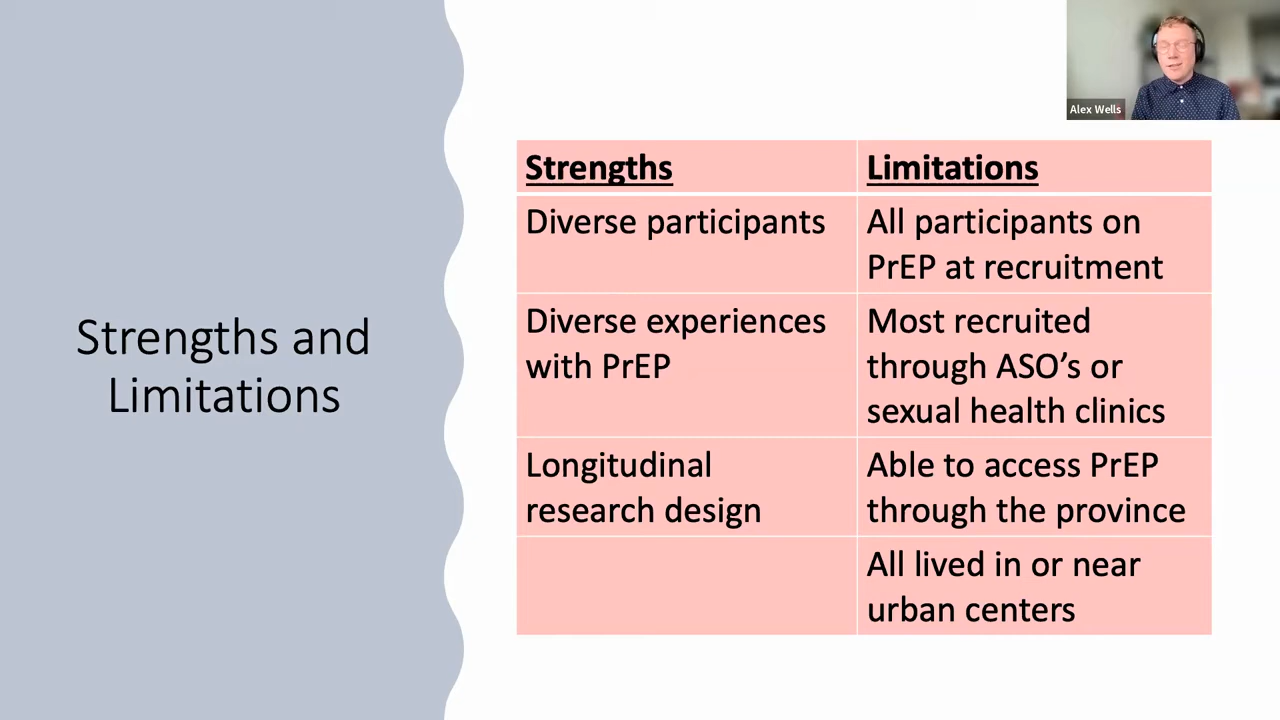 Alex Wells
Strengths and
Limitations
Strengths
Limitations
Diverse participants
All participants on
PrEP at recruitment
Diverse experiences
with PrEP
Most recruited
through ASO’s or
sexual health clinics
Longitudinal
research design
Able to access PrEP
through the province
All lived in or near
urban centers